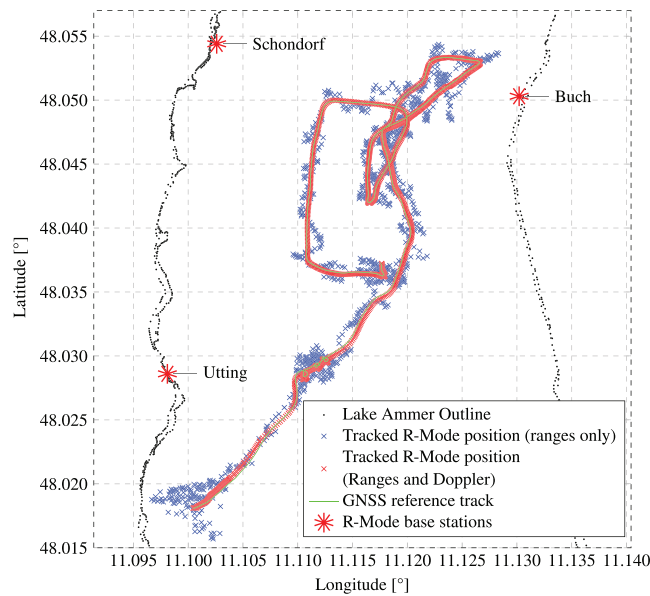 48.055
48.050
48.045
48.040
48.035
48.030
48.025
48.020
48.015
Latitude [°]
Schondorf
Buch
Utting
Lake Ammer Outline
Tracked R-Mode position (ranges only)
Tracked R-Mode position
(Ranges and Doppler)
GNSS reference track
R-Mode base stations
11.095 11.100 11.105 11.110 11.115 11.120 11.125 11.130 11.135 11.140
Longitude [°]